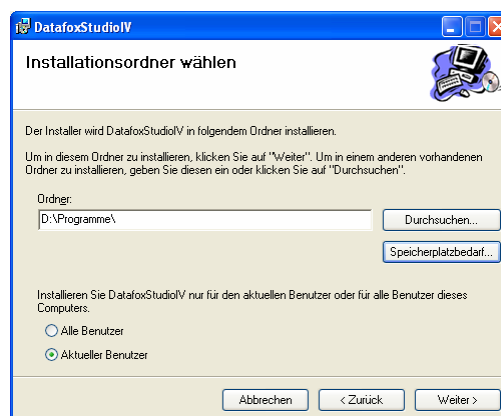 DatafoxStudioIV
Installationsordner wählen
Der Installer wird DatafoxStudioIV in folgendem Ordner installieren.
Um in diesem Ordner zu installieren, klicken Sie auf "Weiter". Um in einem anderen vorhandenen
Ordner zu installieren, geben Sie diesen ein oder klicken Sie auf "Durchsuchen".
Ordner:
D:\Programme\
Durchsuchen...
Speicherplatzbedarf...
Installieren Sie DatafoxStudioIV nur für den aktuellen Benutzer oder für alle Benutzer dieses
Computers.
Alle Benutzer
Aktueller Benutzer
Abbrechen
< Zurück
Weiter >